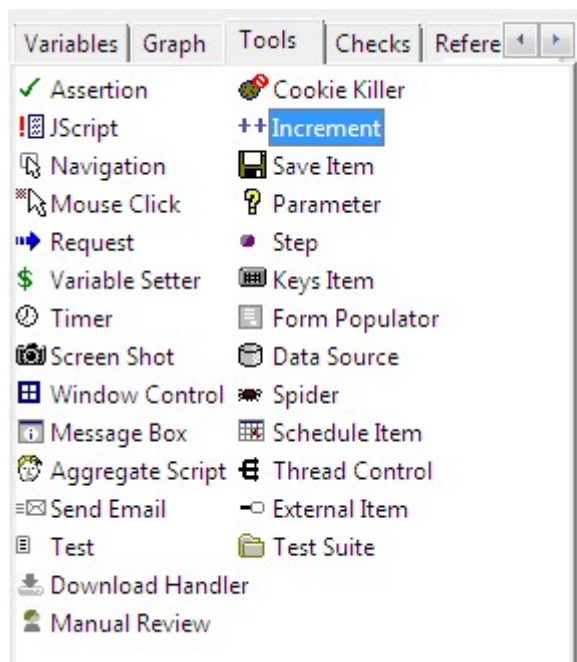 Variables Graph Tools Checks Refere
Assertion
JScript
Navigation
Mouse Click
Request
Variable Setter
Timer
Screen Shot
Window Control
Message Box
Aggregate Script
Send Email
Test
Download Handler
Manual Review
Cookie Killer
Increment
Save Item
Parameter
Step
Keys Item
Form Populator
Data Source
Spider
Schedule Item
Thread Control
External Item
Test Suite